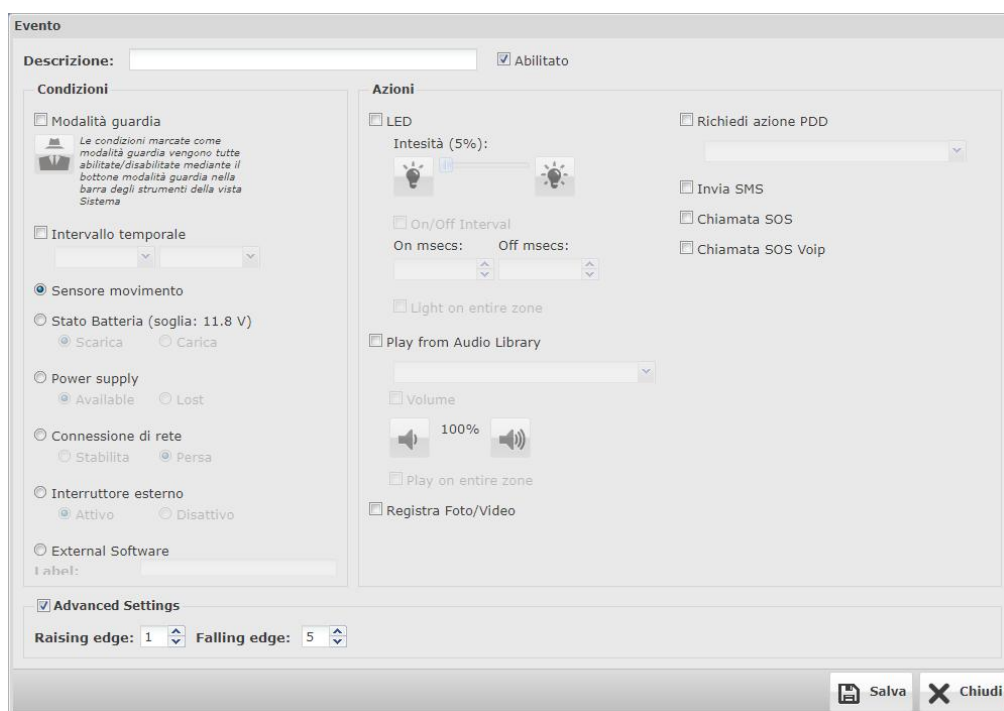 Evento
Descrizione:
Abilitato
Condizioni
Modalità guardia
Le condizioni marcate come
modalità guardia vengono tutte
abilitate/disabilitate mediante il
bottone modalità guardia nella
barra degli strumenti della vista
Sistema
Intervallo temporale
Sensore movimento
Stato Batteria (soglia: 11.8 V)
Scarica Carica
Power supply
Available Lost
Connessione di rete
Stabilita Persa
Interruttore esterno
Attivo Disattivo
External Software
Label:
Azioni
LED
Intesità (5%):
On/Off Interval
On msecs: Off msecs:
Light on entire zone
Play from Audio Library
Volume
100%
Play on entire zone
Registra Foto/Video
Richiedi azione PDD
Invia SMS
Chiamata SOS
Chiamata SOS Voip
Advanced Settings
Raising edge: 1 Falling edge: 5
Salva Chiudi